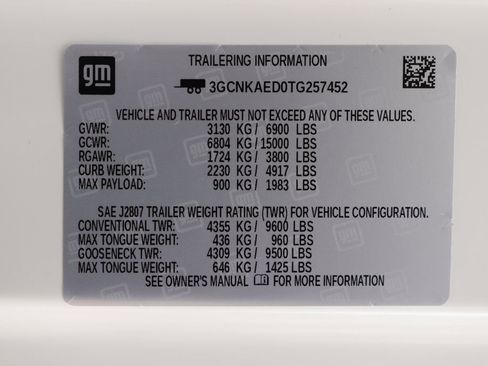 gm
TRAILERING INFORMATION
3GCNKAED0TG257452
VEHICLE AND TRAILER MUST NOT EXCEED ANY OF THESE VALUES.
GVWR: 3130 KG / 6900 LBS
GCWR: 6804 KG / 15000 LBS
RGAWR: 1724 KG / 3800 LBS
CURB WEIGHT: 2230 KG / 4917 LBS
MAX PAYLOAD: 900 KG / 1983 LBS
SAE J2807 TRAILER WEIGHT RATING (TWR) FOR VEHICLE CONFIGURATION.
CONVENTIONAL TWR: 4355 KG / 9600 LBS
MAX TONGUE WEIGHT: 436 KG / 960 LBS
GOOSENECK TWR: 4309 KG / 9500 LBS
MAX TONGUE WEIGHT: 646 KG / 1425 LBS
SEE OWNER'S MANUAL FOR MORE INFORMATION